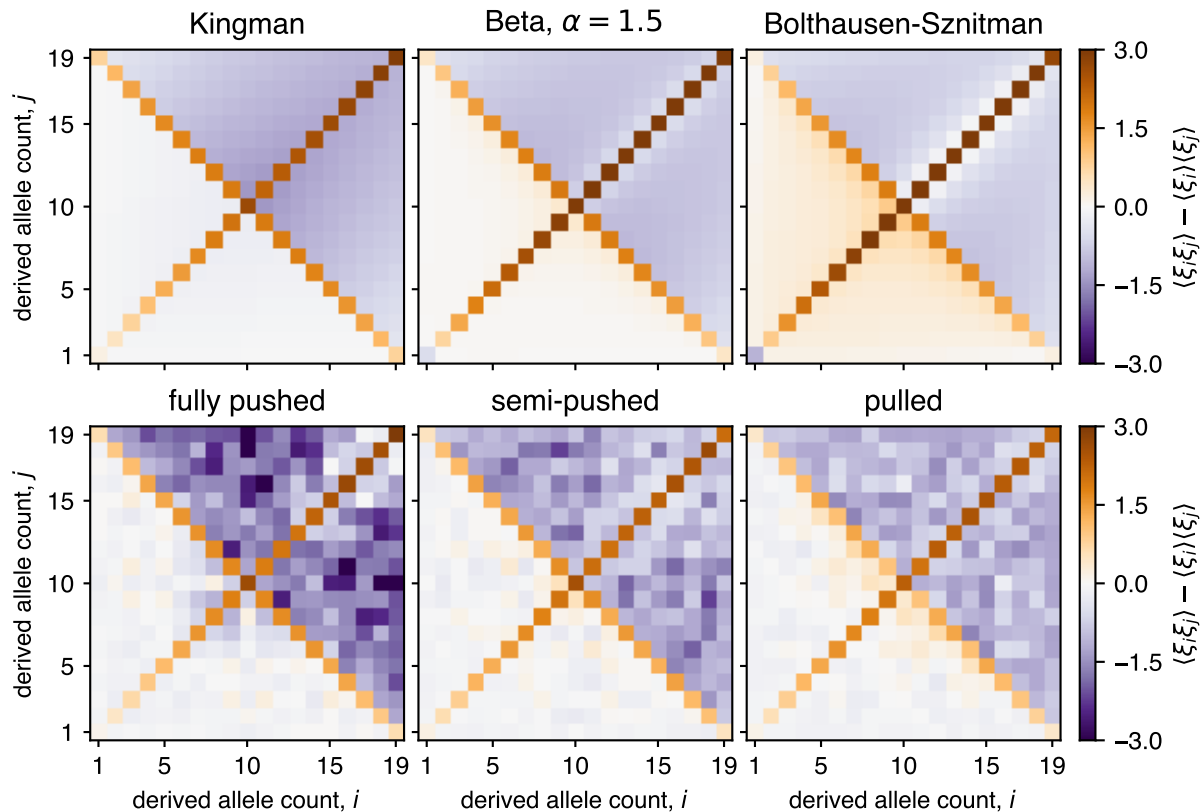 Kingman
Beta, α = 1.5
Bolthausen-Sznitman
derived allele count, j
19
15
10
5
1
3.0
1.5
0.0
−1.5
−3.0
⟨ξᵢξⱼ⟩ − ⟨ξᵢ⟩⟨ξⱼ⟩
fully pushed
semi-pushed
pulled
derived allele count, j
19
15
10
5
1
3.0
1.5
0.0
−1.5
−3.0
⟨ξᵢξⱼ⟩ − ⟨ξᵢ⟩⟨ξⱼ⟩
1 5 10 15 19
1 5 10 15 19
1 5 10 15 19
derived allele count, i
derived allele count, i
derived allele count, i